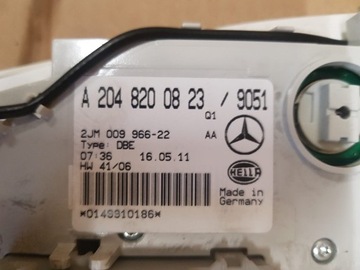 A 204 820 08 23 / 9051
Q1
2JM 009 966-22 AA
Type: DBE
07:36 16.05.11
HW 41/06
HELLA
Made in
Germany
*0149910186*